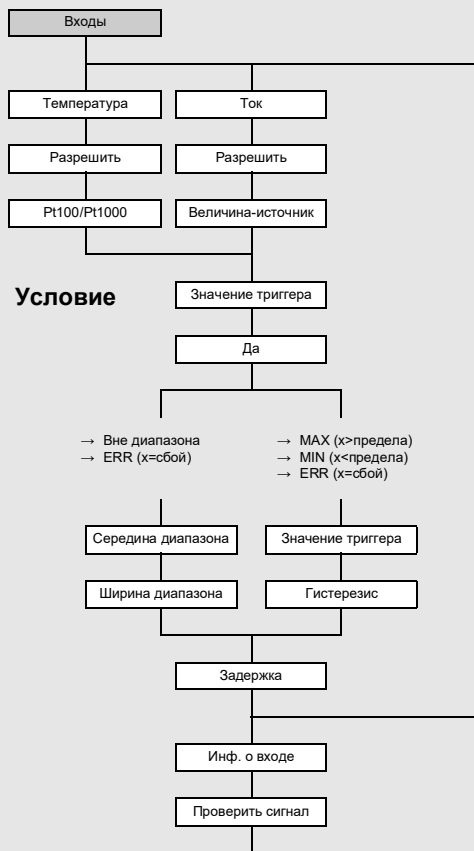 Входы
Температура
Ток
Разрешить
Разрешить
Pt100/Pt1000
Величина-источник
Условие
Значение триггера
Да
→ Вне диапазона
→ ERR (x=сбой)
→ MAX (x>предела)
→ MIN (x<предела)
→ ERR (x=сбой)
Середина диапазона
Значение триггера
Ширина диапазона
Гистерезис
Задержка
Инф. о входе
Проверить сигнал